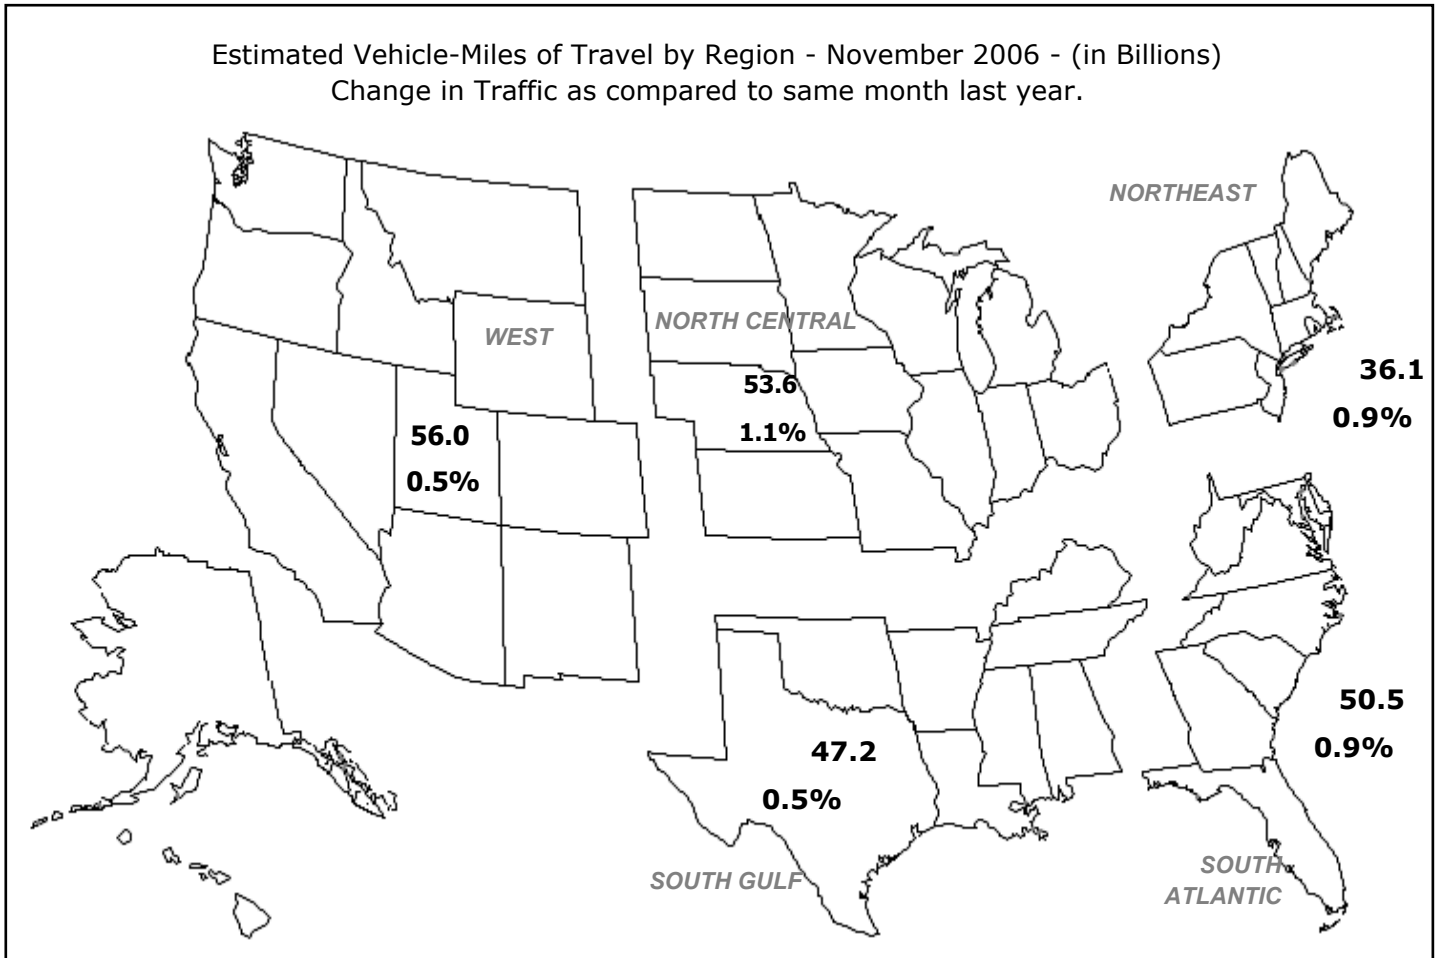 Estimated Vehicle-Miles of Travel by Region - November 2006 - (in Billions)
Change in Traffic as compared to same month last year.
NORTHEAST
WEST
NORTH CENTRAL
36.1
0.9%
53.6
1.1%
56.0
0.5%
50.5
0.9%
47.2
0.5%
SOUTH GULF
SOUTH
ATLANTIC